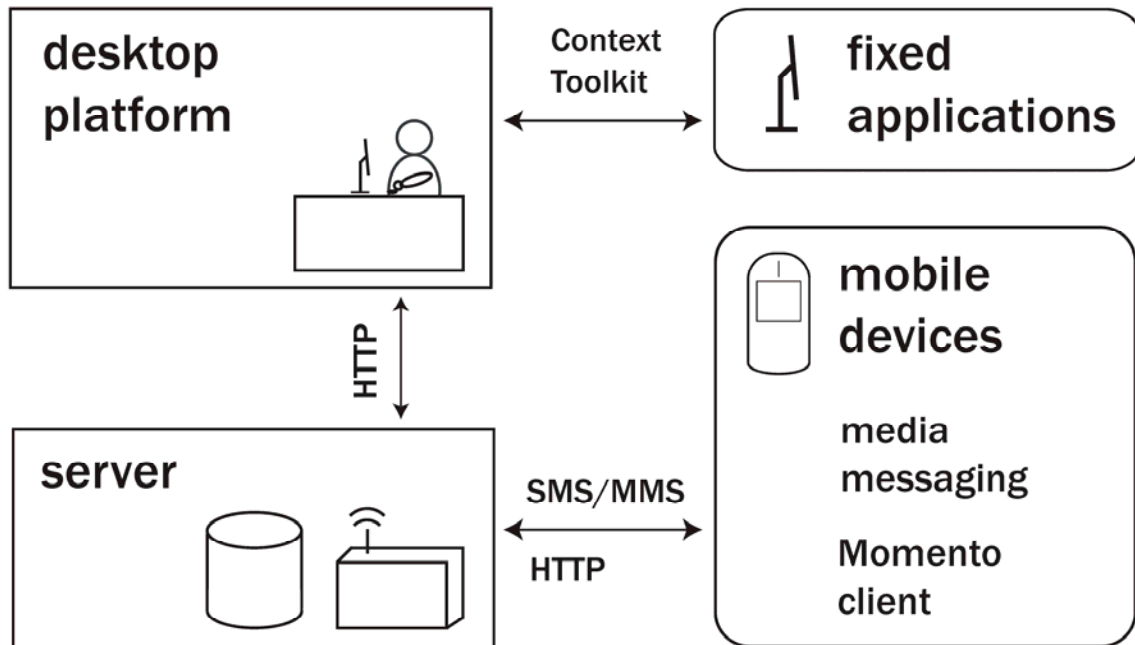 desktop
platform
Context
Toolkit
fixed
applications
HTTP
mobile
devices
media
messaging
Momento
client
server
SMS/MMS
HTTP